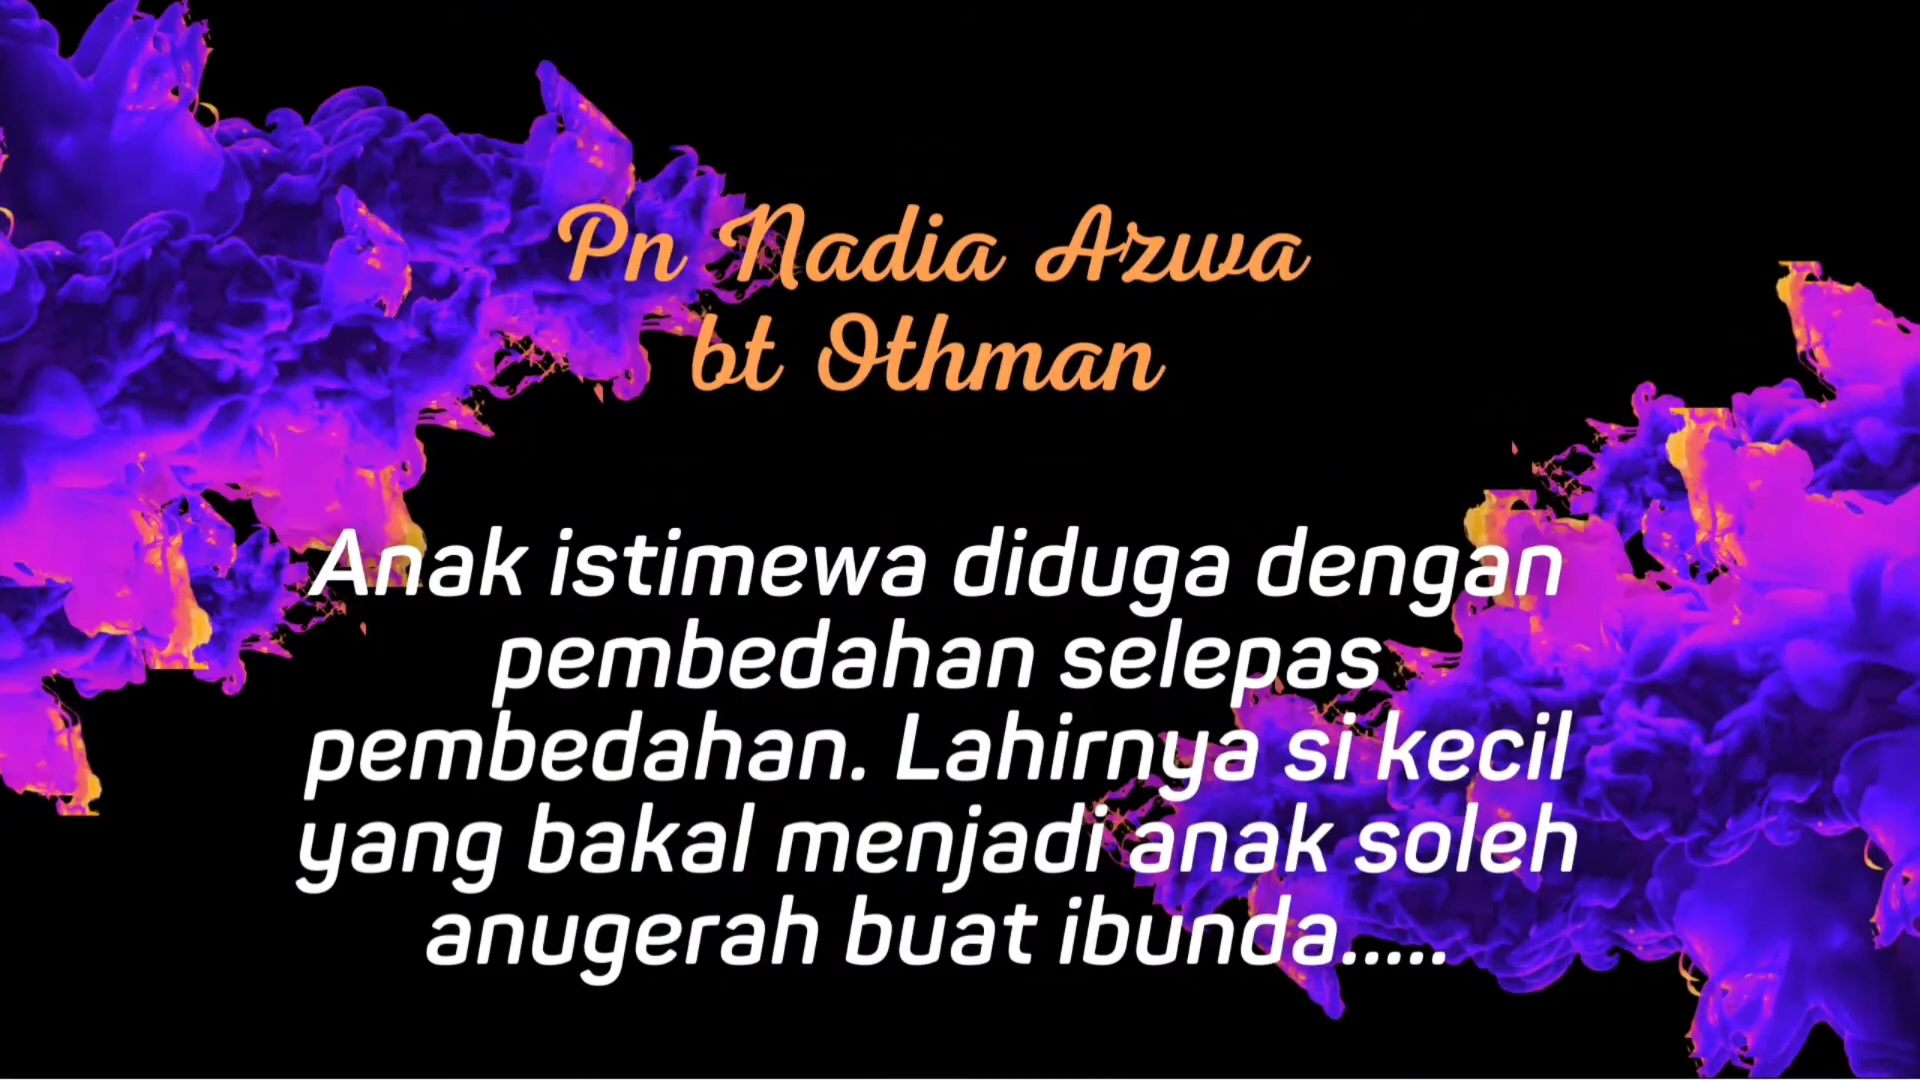 Pn Nadia Azwa
bt Othman
Anak istimewa diduga dengan
pembedahan selepas
pembedahan. Lahirnya si kecil
yang bakal menjadi anak soleh
anugerah buat ibunda.....